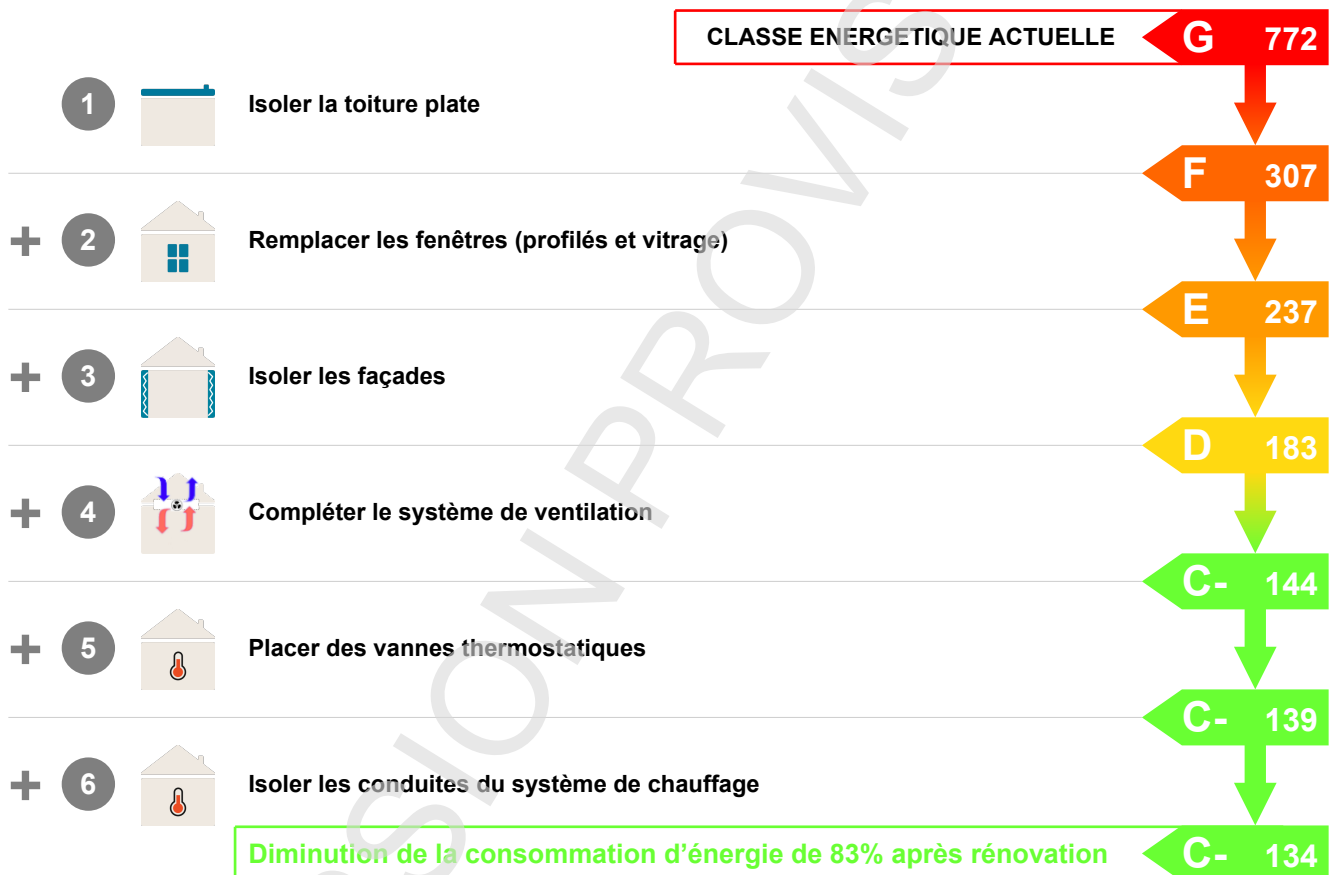 CLASSE ENERGETIQUE ACTUELLE G 772
1 Isoler la toiture plate
F 307
+ 2 Remplacer les fenêtres (profilés et vitrage)
E 237
+ 3 Isoler les façades
D 183
+ 4 Compléter le système de ventilation
C- 144
+ 5 Placer des vannes thermostatiques
C- 139
+ 6 Isoler les conduites du système de chauffage
Diminution de la consommation d’énergie de 83% après rénovation C- 134
SION PROVIS